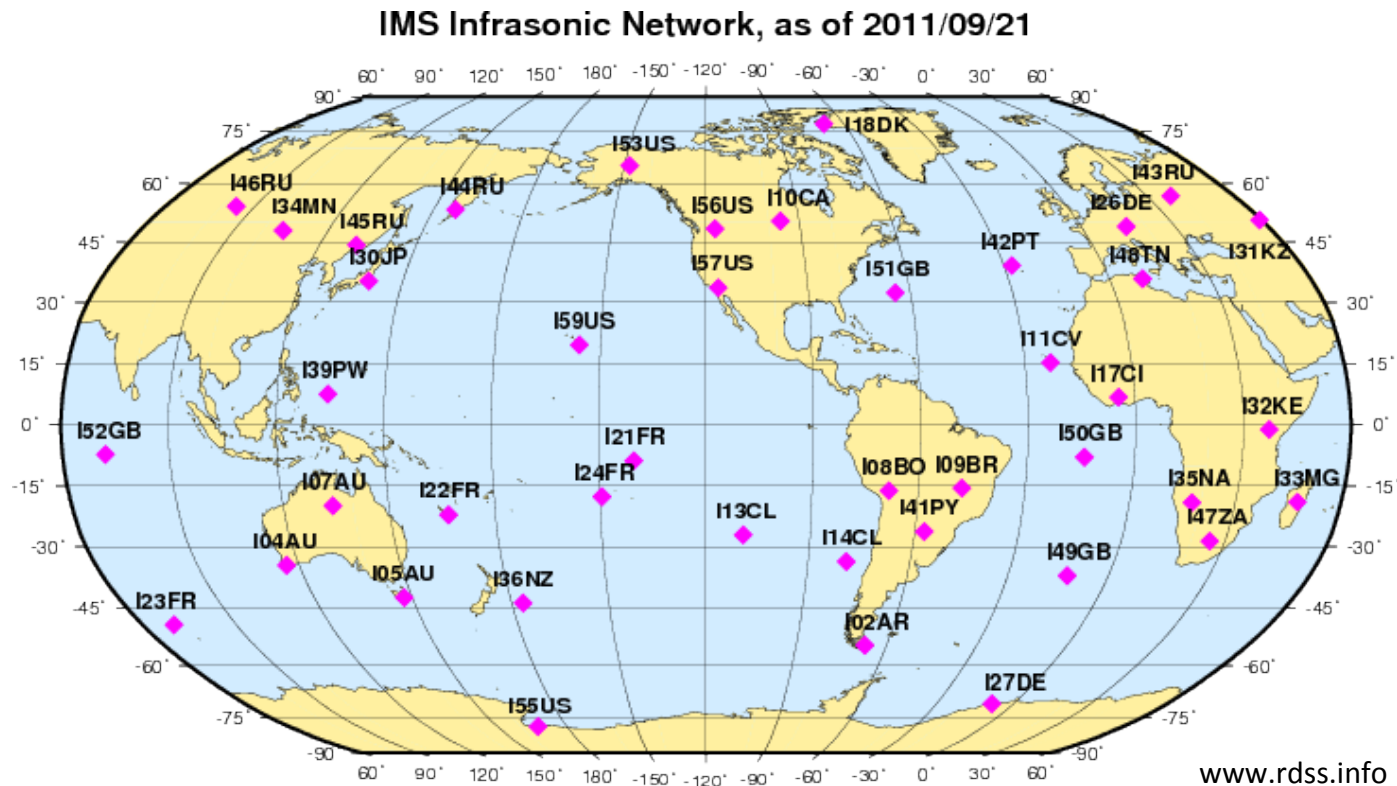 IMS Infrasonic Network, as of 2011/09/21
60° 90° 120° 150° 180° -150° -120° -90° -60° -30° 0° 30° 60°
90° 90°
I18DK
75° 75°
I53US
I43RU
60° 60°
I46RU I44RU
I34MN I56US I10CA I26DE
I45RU
45° I42PT 45°
I30JP I57US I51GB I48TN I31KZ
30° 30°
I59US
I11CV
15° I39PW I17CI 15°
I32KE
0° 0°
I52GB I21FR I50GB
I24FR I08BO I09BR
-15° I07AU I22FR I35NA I33MG -15°
I41PY
I13CL I47ZA
-30° I04AU I14CL I49GB -30°
I05AU I36NZ
I23FR
-45° -45°
I02AR
-60° -60°
I27DE
I55US
-75° -75°
-90° -90°
60° 90° 120° 150° 180° -150° -120° -90° -60° -30° 0° 30° 60°
www.rdss.info